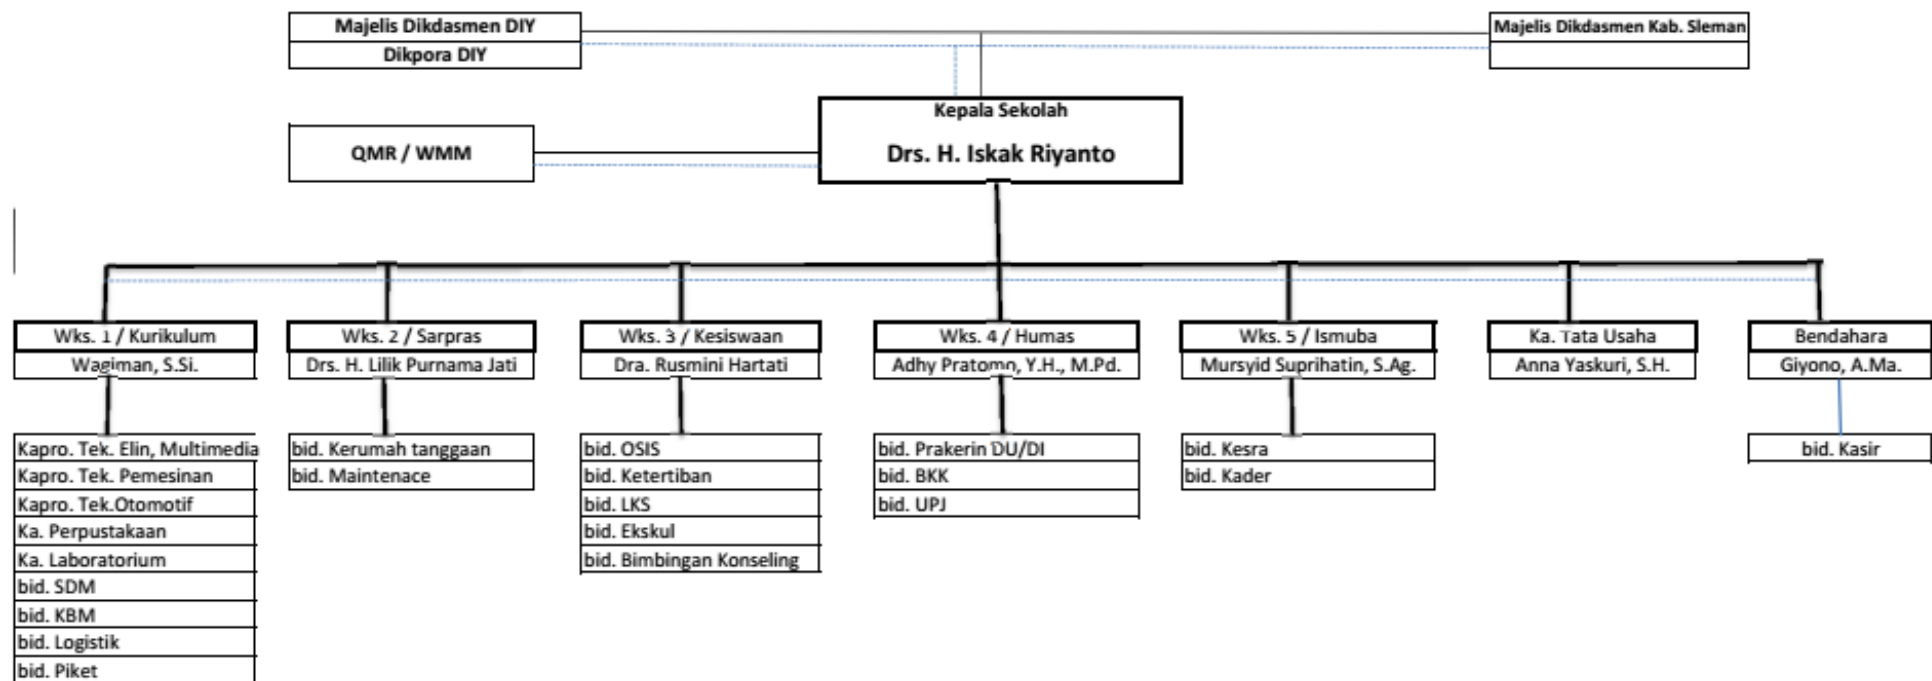 Majelis Dikdasmen DIY
Dikpora DIY
Majelis Dikdasmen Kab. Sleman
Kepala Sekolah
Drs. H. Iskak Riyanto
QMR / WMM
Wks. 1 / Kurikulum
Wagiman, S.Si.
Wks. 2 / Sarpras
Drs. H. Lilik Purnama Jati
Wks. 3 / Kesiswaan
Dra. Rusmini Hartati
Wks. 4 / Humas
Adhy Pratomo, Y.H., M.Pd.
Wks. 5 / Ismuba
Mursyid Suprihatin, S.Ag.
Ka. Tata Usaha
Anna Yaskuri, S.H.
Bendahara
Giyono, A.Ma.
Kapro. Tek. Elin, Multimedia
Kapro. Tek. Pemesinan
Kapro. Tek.Otomotif
Ka. Perpustakaan
Ka. Laboratorium
bid. SDM
bid. KBM
bid. Logistik
bid. Piket
bid. Kerumah tanggaan
bid. Maintenace
bid. OSIS
bid. Ketertiban
bid. LKS
bid. Ekskul
bid. Bimbingan Konseling
bid. Prakerin DU/DI
bid. BKK
bid. UPJ
bid. Kesra
bid. Kader
bid. Kasir